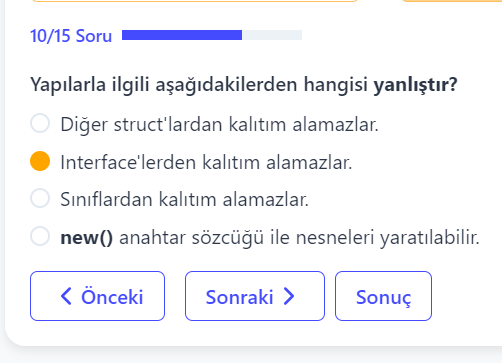 10/15 Soru
Yapılarla ilgili aşağıdakilerden hangisi yanlıştır?
Diğer struct'lardan kalıtım alamazlar.
Interface'lerden kalıtım alamazlar.
Sınıflardan kalıtım alamazlar.
new() anahtar sözcüğü ile nesneleri yaratılabilir.
Önceki
Sonraki
Sonuç